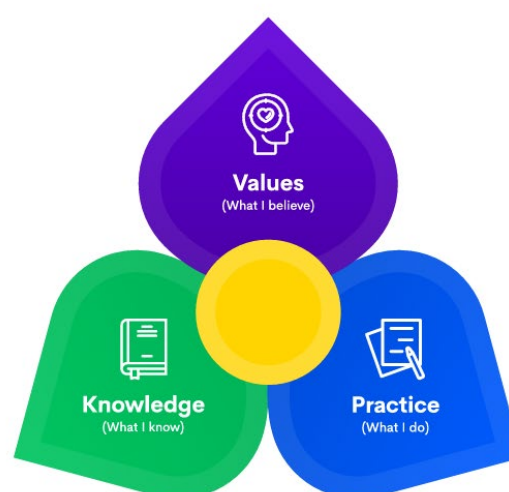 Values
(What I believe)
Knowledge
(What I know)
Practice
(What I do)